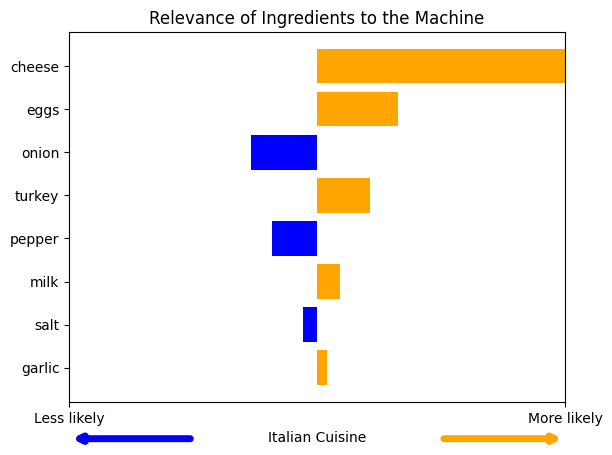 Relevance of Ingredients to the Machine
cheese
eggs
onion
turkey
pepper
milk
salt
garlic
Less likely
More likely
Italian Cuisine